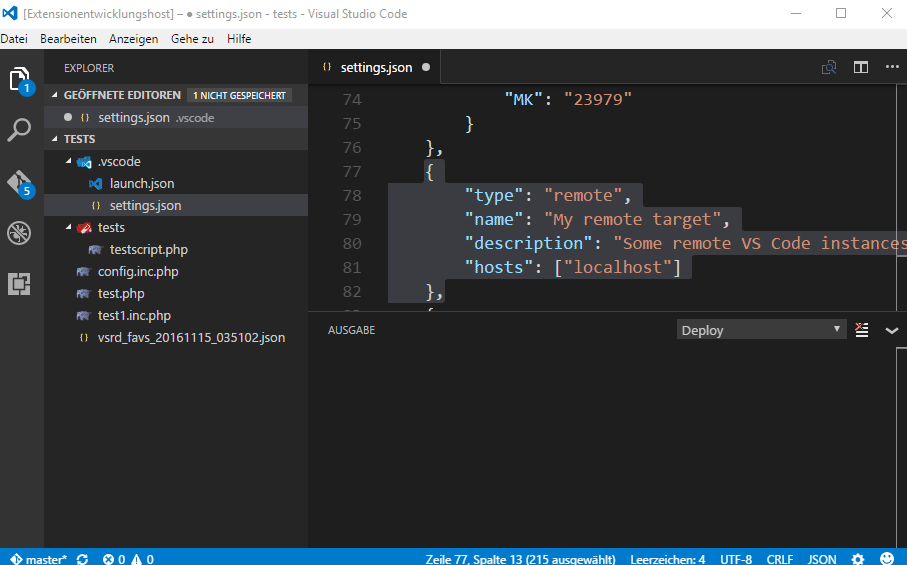 [Extensionentwicklungshost] – ● settings.json - tests - Visual Studio Code
Datei Bearbeiten Anzeigen Gehe zu Hilfe
EXPLORER
GEÖFFNETE EDITOREN 1 NICHT GESPEICHERT
settings.json .vscode
TESTS
.vscode
launch.json
settings.json
tests
testscript.php
config.inc.php
test.php
test1.inc.php
vsrd_favs_20161115_035102.json
1
5
settings.json
74 "MK": "23979"
75 }
76 },
77 {
78 "type": "remote",
79 "name": "My remote target",
80 "description": "Some remote VS Code instances
81 "hosts": ["localhost"]
82 },
{
AUSGABE Deploy
master* 0 0 Zeile 77, Spalte 13 (215 ausgewählt) Leerzeichen: 4 UTF-8 CRLF JSON